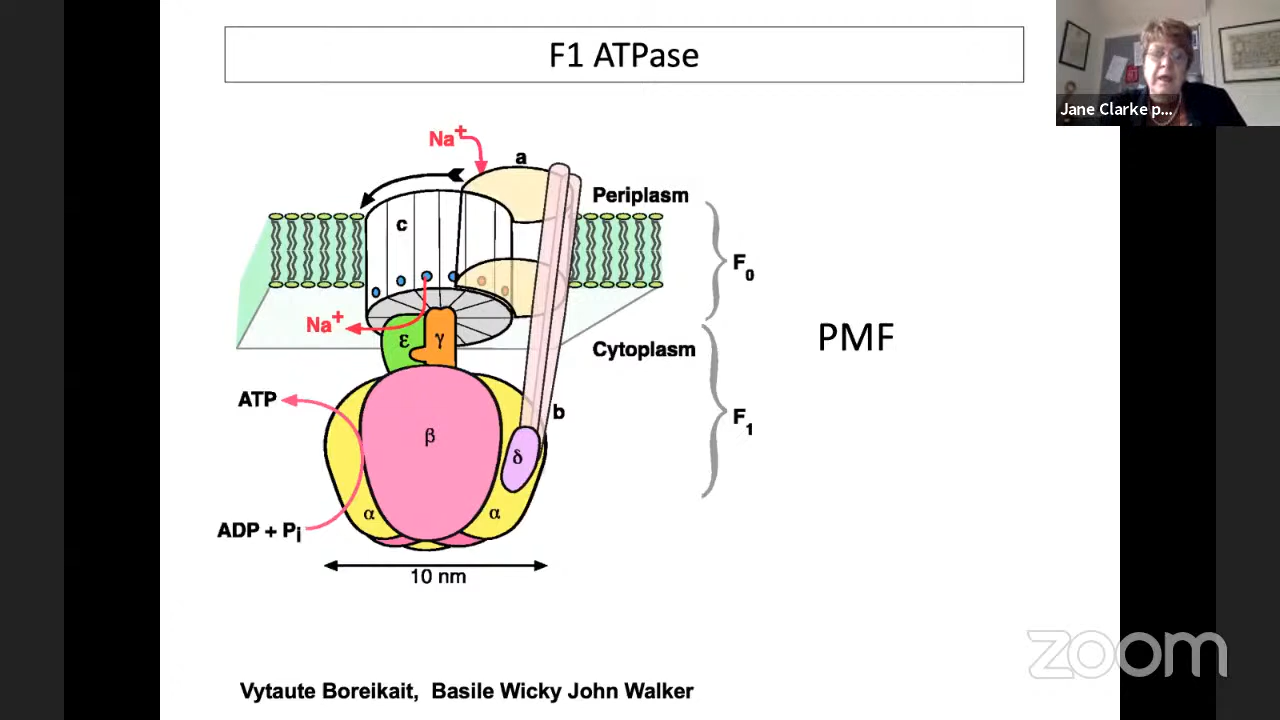 F1 ATPase
Jane Clarke p...
Na+
a
Periplasm
c
F0
Na+
ε
γ
Cytoplasm
PMF
ATP
b
F1
β
δ
α
α
ADP + Pi
10 nm
zoom
Vytaute Boreikait, Basile Wicky John Walker